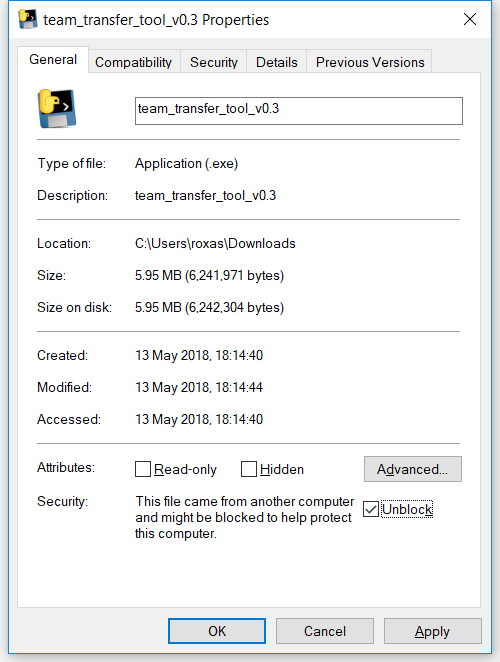 team_transfer_tool_v0.3 Properties
General Compatibility Security Details Previous Versions
team_transfer_tool_v0.3
Type of file: Application (.exe)
Description: team_transfer_tool_v0.3
Location: C:\Users\roxas\Downloads
Size: 5.95 MB (6,241,971 bytes)
Size on disk: 5.95 MB (6,242,304 bytes)
Created: 13 May 2018, 18:14:40
Modified: 13 May 2018, 18:14:44
Accessed: 13 May 2018, 18:14:40
Attributes: Read-only Hidden Advanced...
Security: This file came from another computer
and might be blocked to help protect
this computer.
Unblock
OK Cancel Apply